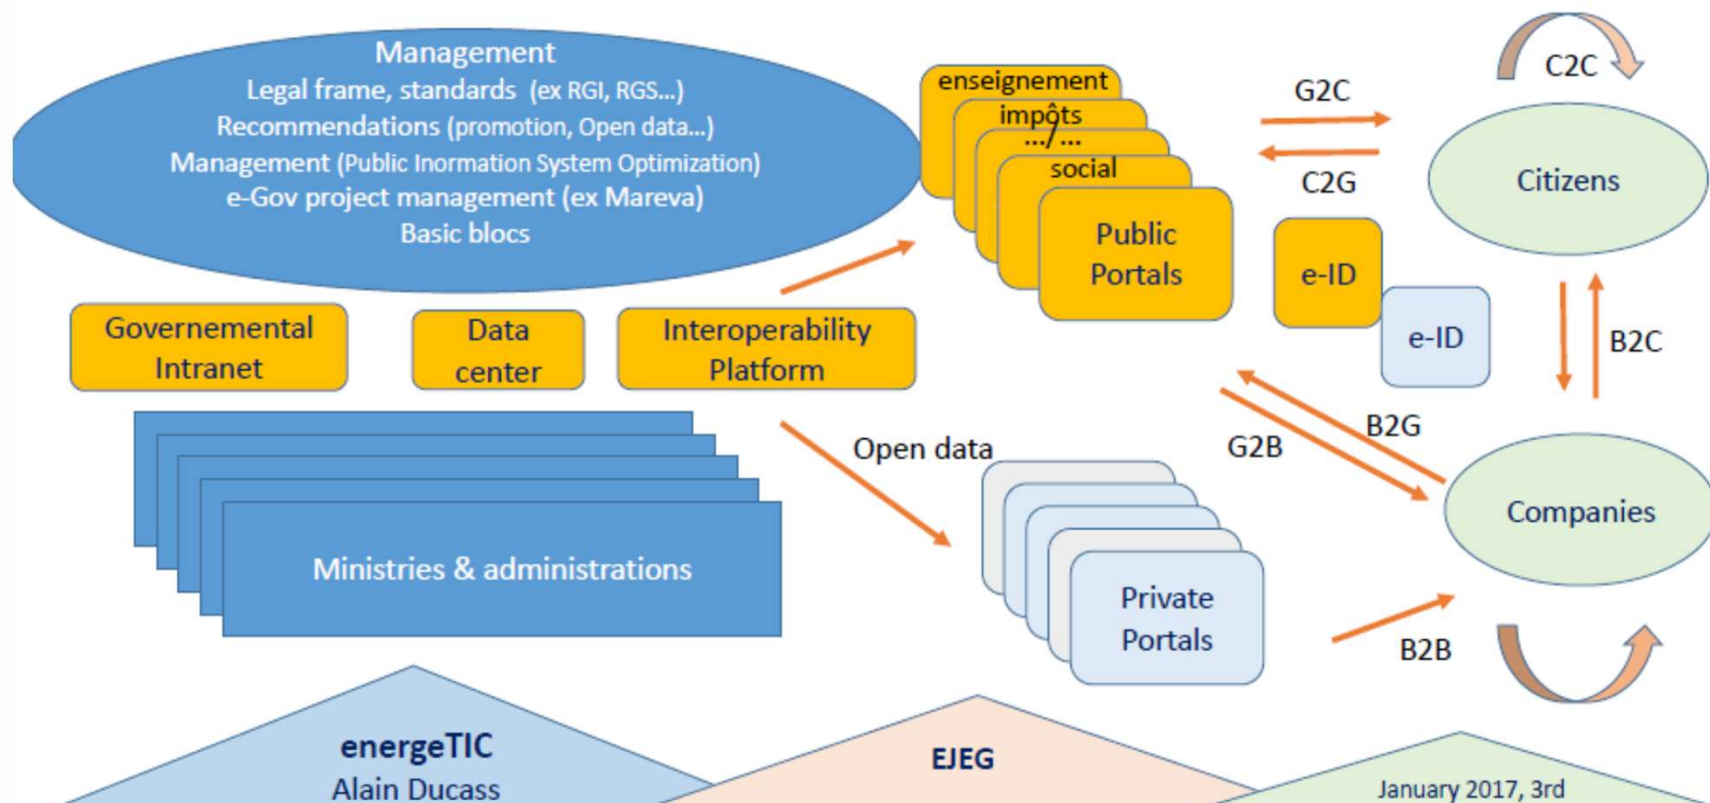 Management
Legal frame, standards (ex RGI, RGS...)
Recommendations (promotion, Open data...)
Management (Public Inormation System Optimization)
e-Gov project management (ex Mareva)
Basic blocs
enseignement
impôts
.../ ...
social
Public
Portals
G2C
C2G
C2C
Citizens
e-ID
e-ID
B2C
Governemental
Intranet
Data
center
Interoperability
Platform
Open data
B2G
G2B
Companies
Ministries & administrations
Private
Portals
B2B
energeTIC
Alain Ducass
EJEG
January 2017, 3rd